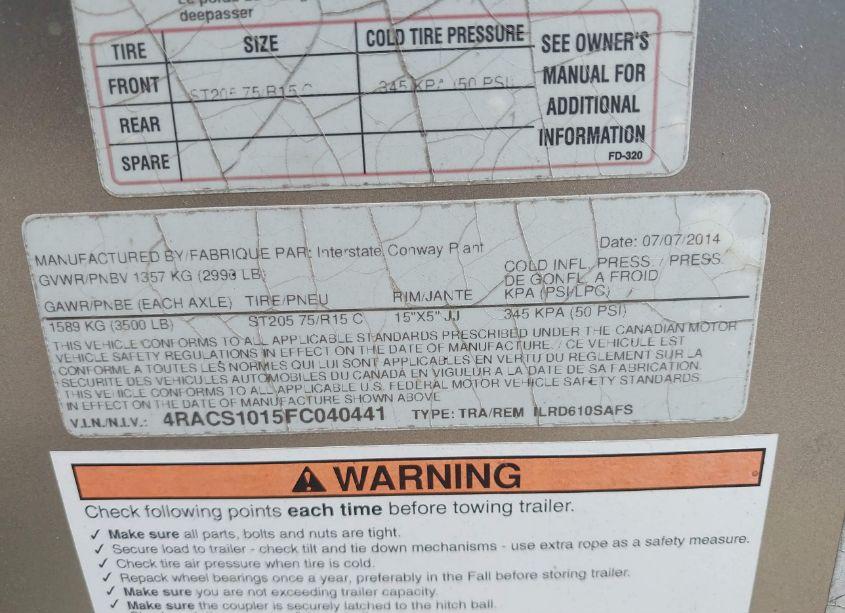 deepasser
TIRE SIZE COLD TIRE PRESSURE SEE OWNER'S
FRONT ST205 75/R15 C 345 KPA (50 PSI) MANUAL FOR
REAR ADDITIONAL
SPARE INFORMATION
FD-320
MANUFACTURED BY/FABRIQUE PAR: Interstate, Conway Plant Date: 07/07/2014
GVWR/PNBV 1357 KG (2993 LB) COLD INFL. PRESS. / PRESS.
DE GONFL. A FROID
GAWR/PNBE (EACH AXLE) TIRE/PNEU RIM/JANTE KPA (PSI/LPC)
1589 KG (3500 LB) ST205 75/R15 C 15"X5" JJ 345 KPA (50 PSI)
THIS VEHICLE CONFORMS TO ALL APPLICABLE STANDARDS PRESCRIBED UNDER THE CANADIAN MOTOR
VEHICLE SAFETY REGULATIONS IN EFFECT ON THE DATE OF MANUFACTURE. / CE VEHICULE EST
CONFORME A TOUTES LES NORMES QUI LUI SONT APPLICABLES EN VERTU DU REGLEMENT SUR LA
SECURITE DES VEHICULES AUTOMOBILES DU CANADA EN VIGUEUR A LA DATE DE SA FABRICATION.
THIS VEHICLE CONFORMS TO ALL APPLICABLE U.S. FEDERAL MOTOR VEHICLE SAFETY STANDARDS
IN EFFECT ON THE DATE OF MANUFACTURE SHOWN ABOVE
V.I.N./N.I.V.: 4RACS1015FC040441 TYPE: TRA/REM ILRD610SAFS
WARNING
Check following points each time before towing trailer.
✓ Make sure all parts, bolts and nuts are tight.
✓ Secure load to trailer - check tilt and tie down mechanisms - use extra rope as a safety measure.
✓ Check tire air pressure when tire is cold.
✓ Repack wheel bearings once a year, preferably in the Fall before storing trailer.
✓ Make sure you are not exceeding trailer capacity.
✓ Make sure the coupler is securely latched to the hitch ball.